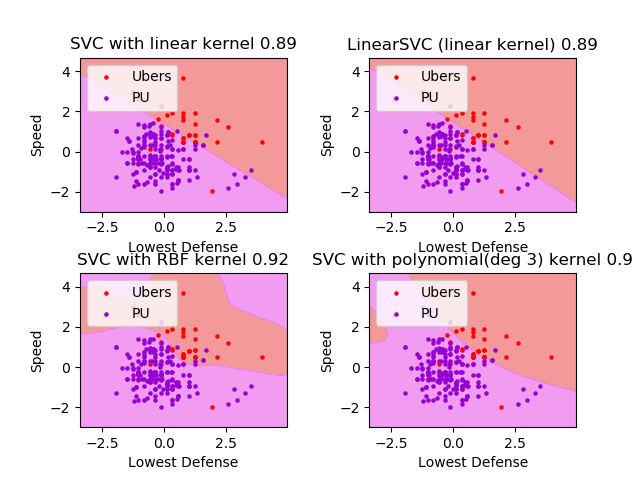 SVC with linear kernel 0.89
LinearSVC (linear kernel) 0.89
4
2
0
−2
Speed
Ubers
PU
−2.5
0.0
2.5
Lowest Defense
4
2
0
−2
Speed
Ubers
PU
−2.5
0.0
2.5
Lowest Defense
SVC with RBF kernel 0.92
SVC with polynomial(deg 3) kernel 0.9
4
2
0
−2
Speed
Ubers
PU
−2.5
0.0
2.5
Lowest Defense
4
2
0
−2
Speed
Ubers
PU
−2.5
0.0
2.5
Lowest Defense